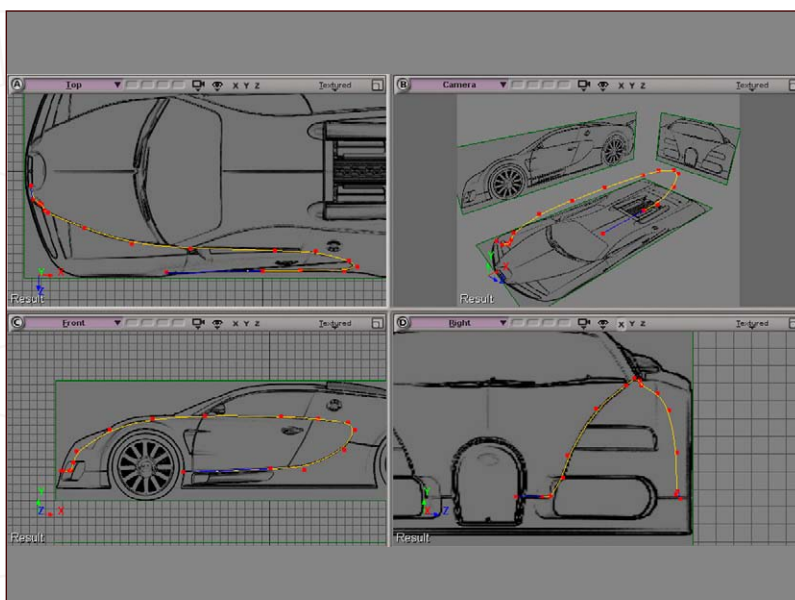 A Top X Y Z Textured
B Camera X Y Z Textured
Y X
Z
Result
Y
X
Z
Result
C Front X Y Z Textured
D Right X Y Z Textured
Y
Z X
Result
Y
X Z
Result